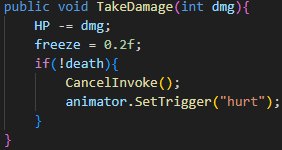 public void TakeDamage(int dmg){
    HP -= dmg;
    freeze = 0.2f;
    if(!death){
        CancelInvoke();
        animator.SetTrigger("hurt");
    }
}